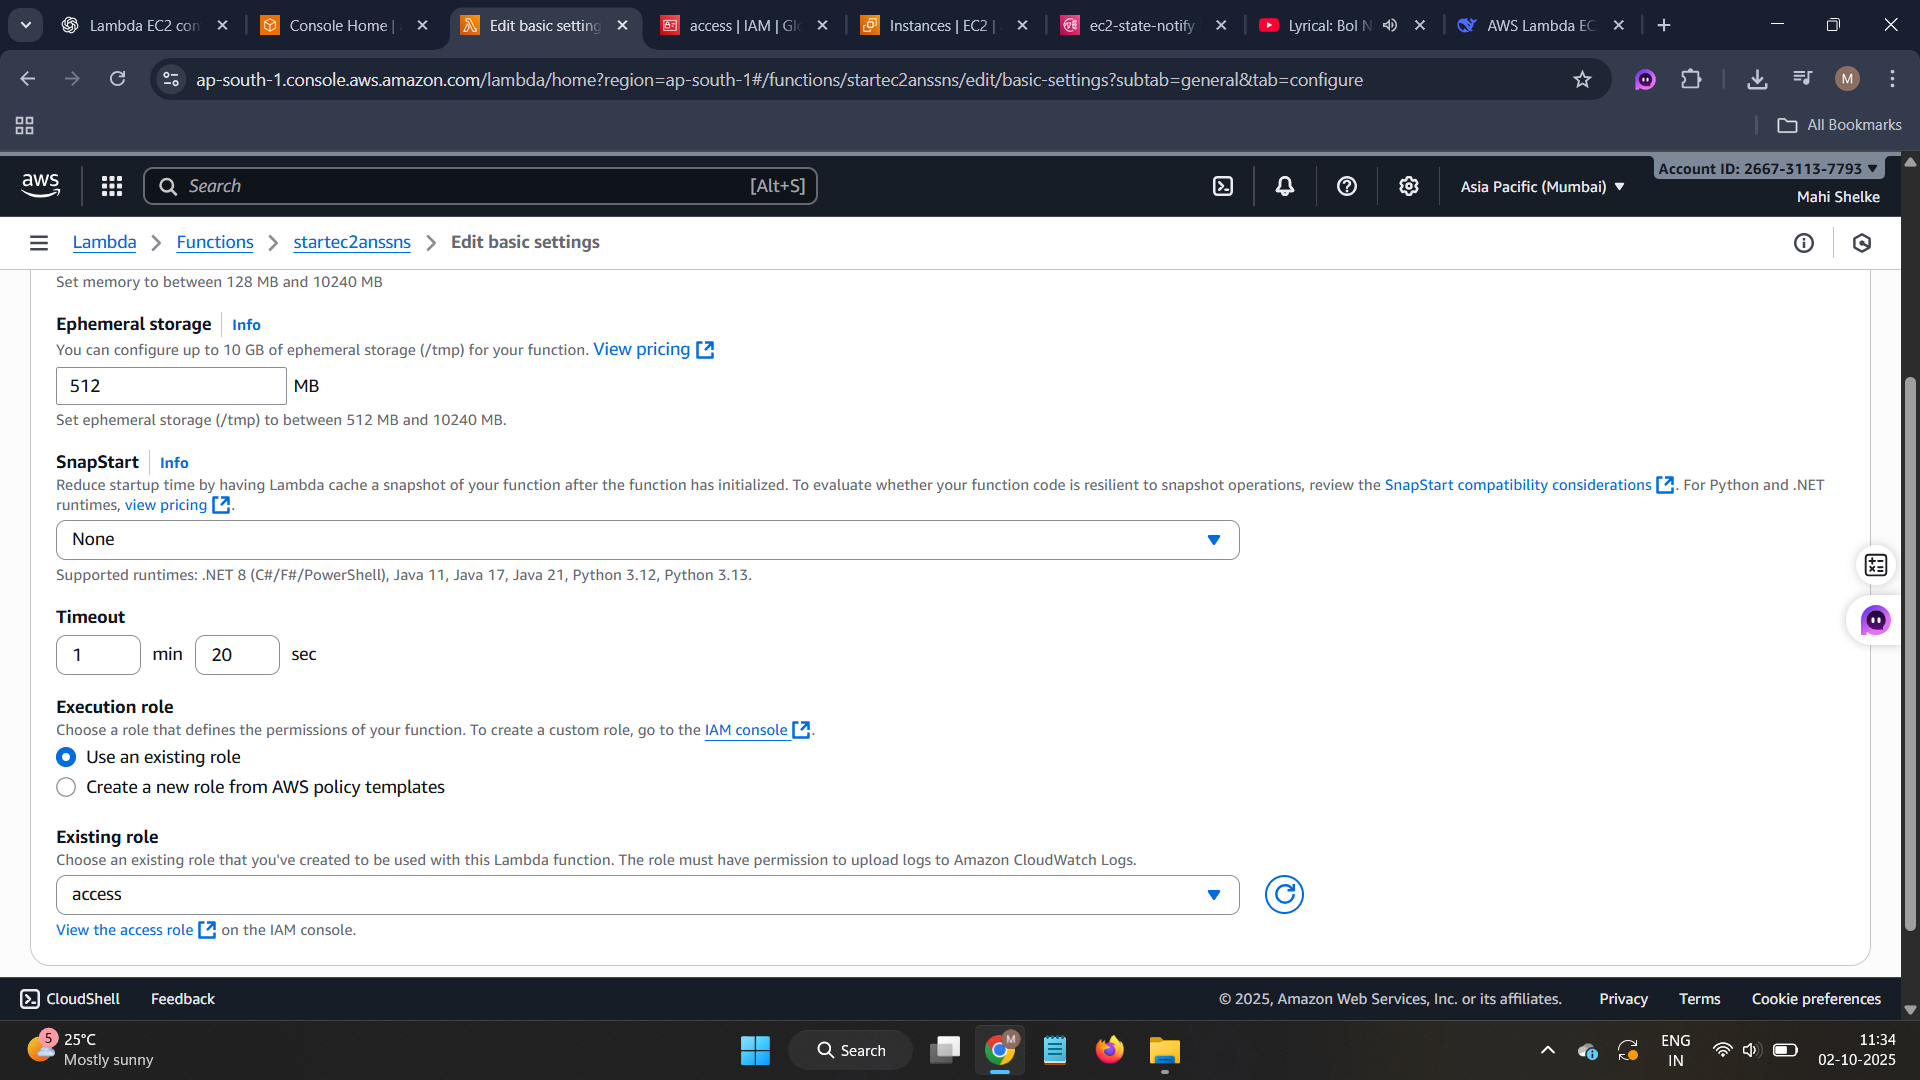 Lambda EC2 con
Console Home |
Edit basic setting
access | IAM | Glo
Instances | EC2 |
ec2-state-notify
Lyrical: Bol N
AWS Lambda EC
ap-south-1.console.aws.amazon.com/lambda/home?region=ap-south-1#/functions/startec2anssns/edit/basic-settings?subtab=general&tab=configure
M
All Bookmarks
aws
Search
[Alt+S]
Asia Pacific (Mumbai)
Account ID: 2667-3113-7793
Mahi Shelke
Lambda
Functions
startec2anssns
Edit basic settings
Set memory to between 128 MB and 10240 MB
Ephemeral storage Info
You can configure up to 10 GB of ephemeral storage (/tmp) for your function. View pricing
512 MB
Set ephemeral storage (/tmp) to between 512 MB and 10240 MB.
SnapStart Info
Reduce startup time by having Lambda cache a snapshot of your function after the function has initialized. To evaluate whether your function code is resilient to snapshot operations, review the SnapStart compatibility considerations. For Python and .NET
runtimes, view pricing.
None
Supported runtimes: .NET 8 (C#/F#/PowerShell), Java 11, Java 17, Java 21, Python 3.12, Python 3.13.
Timeout
1 min 20 sec
Execution role
Choose a role that defines the permissions of your function. To create a custom role, go to the IAM console.
Use an existing role
Create a new role from AWS policy templates
Existing role
Choose an existing role that you've created to be used with this Lambda function. The role must have permission to upload logs to Amazon CloudWatch Logs.
access
View the access role on the IAM console.
CloudShell
Feedback
© 2025, Amazon Web Services, Inc. or its affiliates.
Privacy
Terms
Cookie preferences
5
25°C
Mostly sunny
Search
M
ENG
IN
11:34
02-10-2025